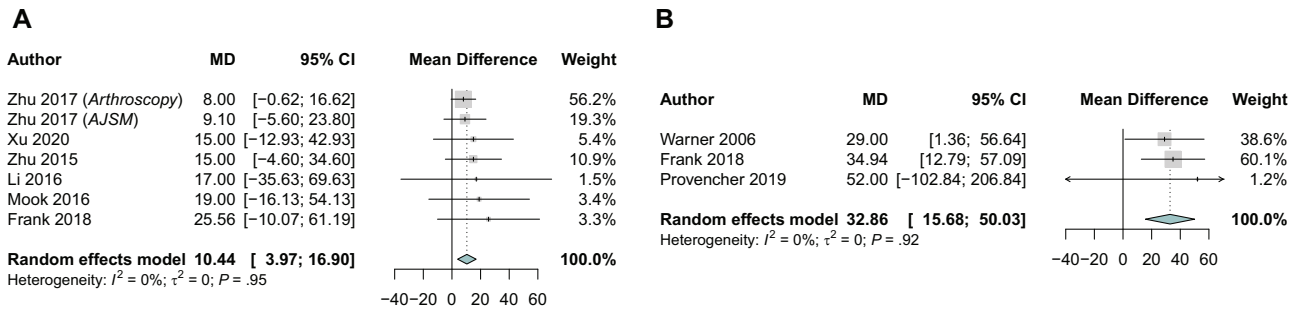 A
Author MD 95% CI Mean Difference Weight
Zhu 2017 (Arthroscopy) 8.00 [−0.62; 16.62] 56.2%
Zhu 2017 (AJSM) 9.10 [−5.60; 23.80] 19.3%
Xu 2020 15.00 [−12.93; 42.93] 5.4%
Zhu 2015 15.00 [−4.60; 34.60] 10.9%
Li 2016 17.00 [−35.63; 69.63] 1.5%
Mook 2016 19.00 [−16.13; 54.13] 3.4%
Frank 2018 25.56 [−10.07; 61.19] 3.3%
Random effects model 10.44 [ 3.97; 16.90] 100.0%
Heterogeneity: I² = 0%; τ² = 0; P = .95
−40 −20 0 20 40 60
B
Author MD 95% CI Mean Difference Weight
Warner 2006 29.00 [1.36; 56.64] 38.6%
Frank 2018 34.94 [12.79; 57.09] 60.1%
Provencher 2019 52.00 [−102.84; 206.84] 1.2%
Random effects model 32.86 [ 15.68; 50.03] 100.0%
Heterogeneity: I² = 0%; τ² = 0; P = .92
−40 −20 0 20 40 60